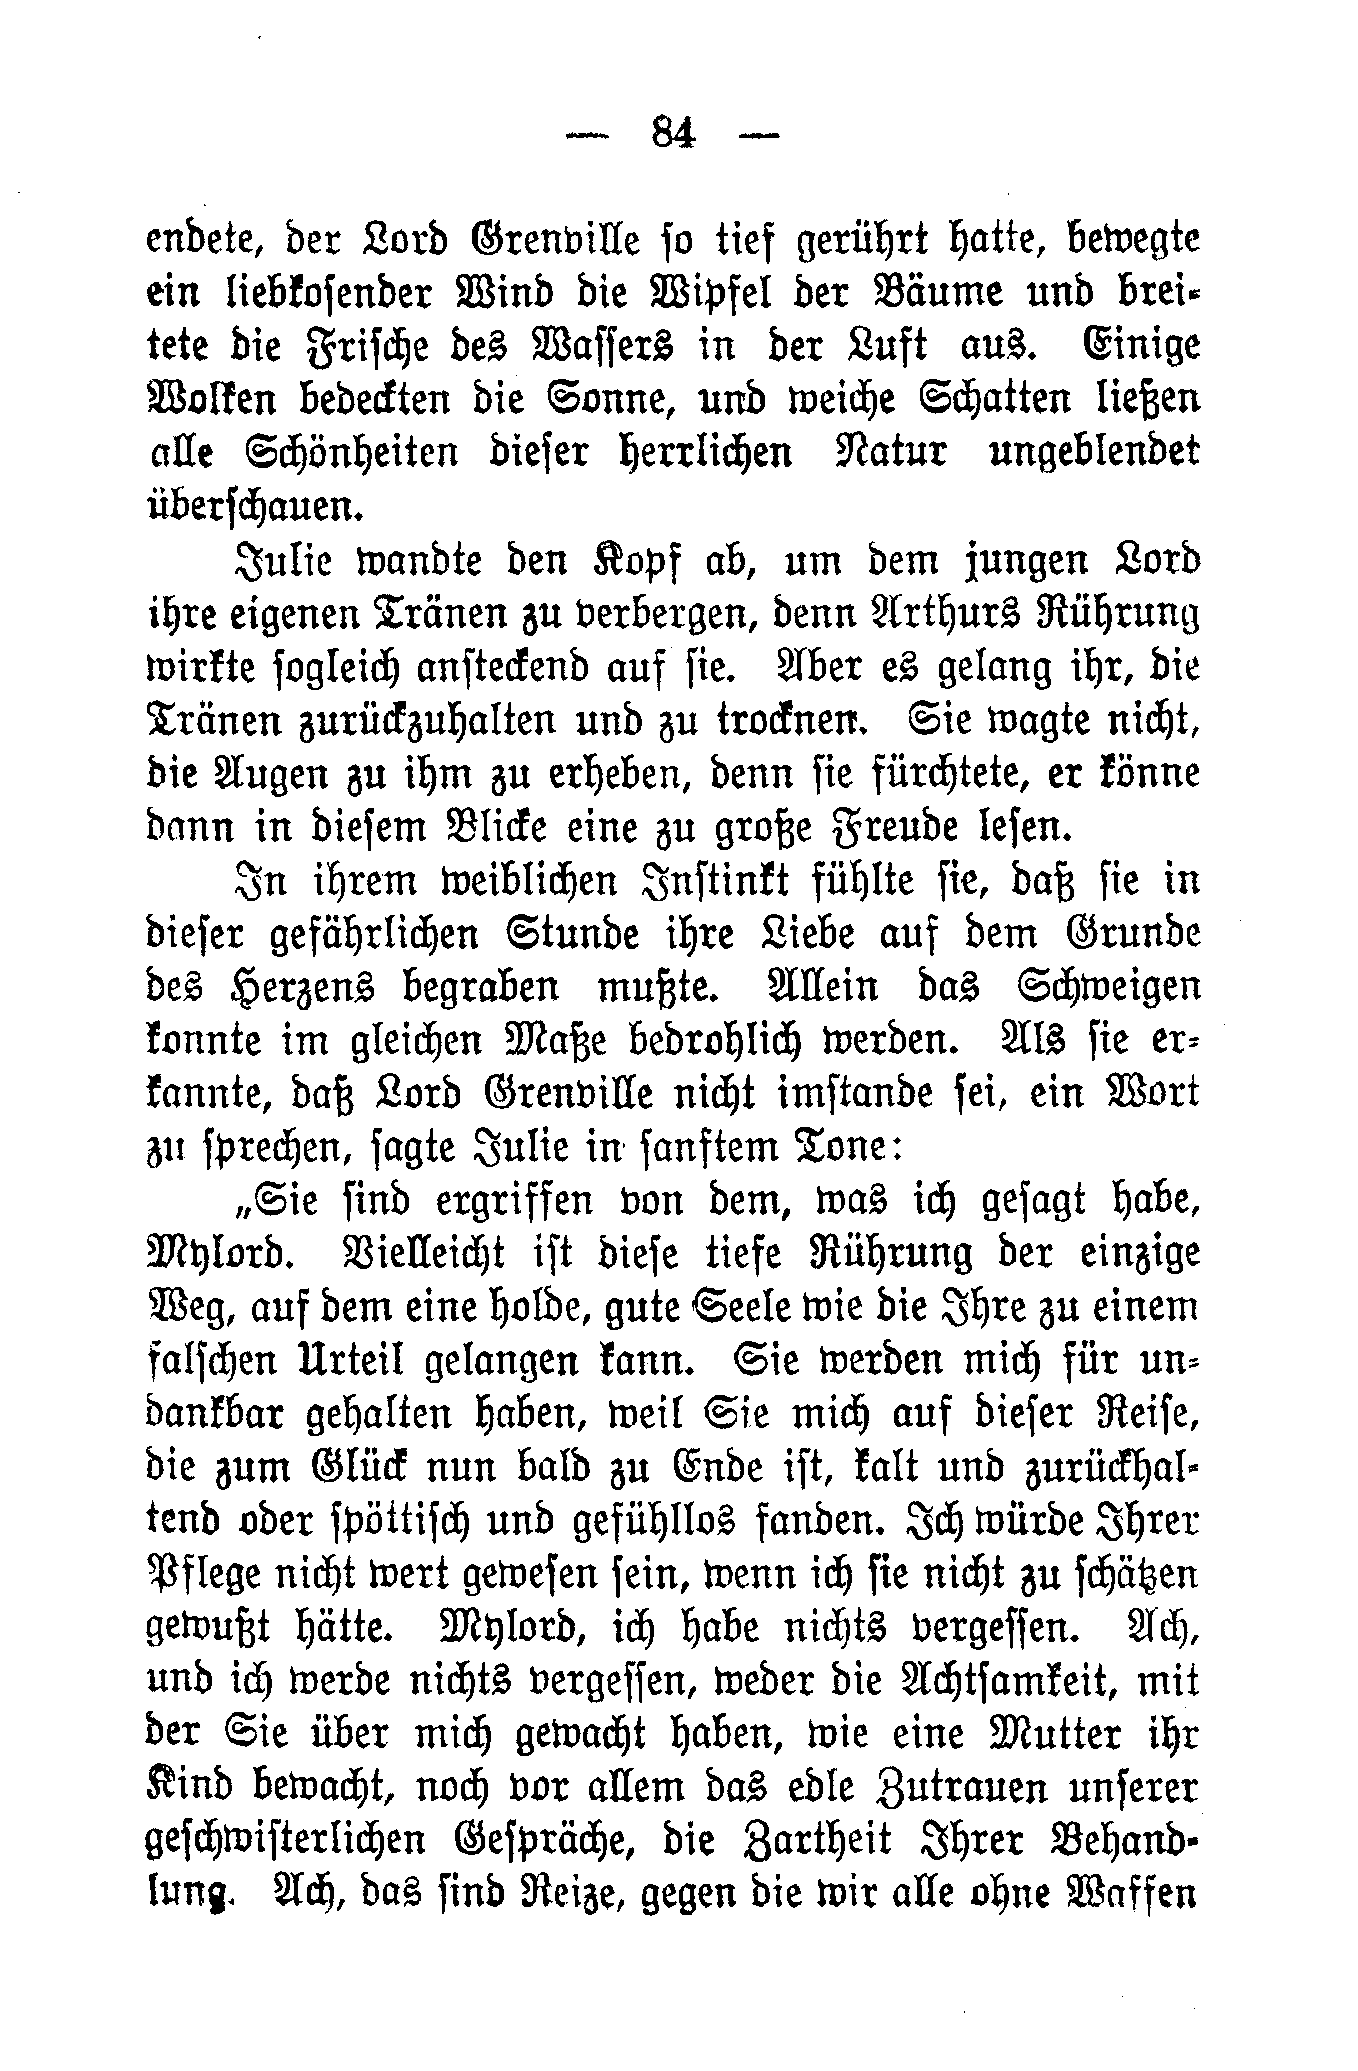 — 84 —
endete, der Lord Grenville so tief gerührt hatte, bewegte
ein liebkosender Wind die Wipfel der Bäume und brei-
tete die Frische des Wassers in der Luft aus. Einige
Wolken bedeckten die Sonne, und weiche Schatten ließen
alle Schönheiten dieser herrlichen Natur ungeblendet
überschauen.
Julie wandte den Kopf ab, um dem jungen Lord
ihre eigenen Tränen zu verbergen, denn Arthurs Rührung
wirkte sogleich ansteckend auf sie. Aber es gelang ihr, die
Tränen zurückzuhalten und zu trocknen. Sie wagte nicht,
die Augen zu ihm zu erheben, denn sie fürchtete, er könne
dann in diesem Blicke eine zu große Freude lesen.
In ihrem weiblichen Instinkt fühlte sie, daß sie in
dieser gefährlichen Stunde ihre Liebe auf dem Grunde
des Herzens begraben mußte. Allein das Schweigen
konnte im gleichen Maße bedrohlich werden. Als sie er-
kannte, daß Lord Grenville nicht imstande sei, ein Wort
zu sprechen, sagte Julie in sanftem Tone:
„Sie sind ergriffen von dem, was ich gesagt habe,
Mylord. Vielleicht ist diese tiefe Rührung der einzige
Weg, auf dem eine holde, gute Seele wie die Ihre zu einem
falschen Urteil gelangen kann. Sie werden mich für un-
dankbar gehalten haben, weil Sie mich auf dieser Reise,
die zum Glück nun bald zu Ende ist, kalt und zurückhal-
tend oder spöttisch und gefühllos fanden. Ich würde Ihrer
Pflege nicht wert gewesen sein, wenn ich sie nicht zu schätzen
gewußt hätte. Mylord, ich habe nichts vergessen. Ach,
und ich werde nichts vergessen, weder die Achtsamkeit, mit
der Sie über mich gewacht haben, wie eine Mutter ihr
Kind bewacht, noch vor allem das edle Zutrauen unserer
geschwisterlichen Gespräche, die Zartheit Ihrer Behand-
lung. Ach, das sind Reize, gegen die wir alle ohne Waffen